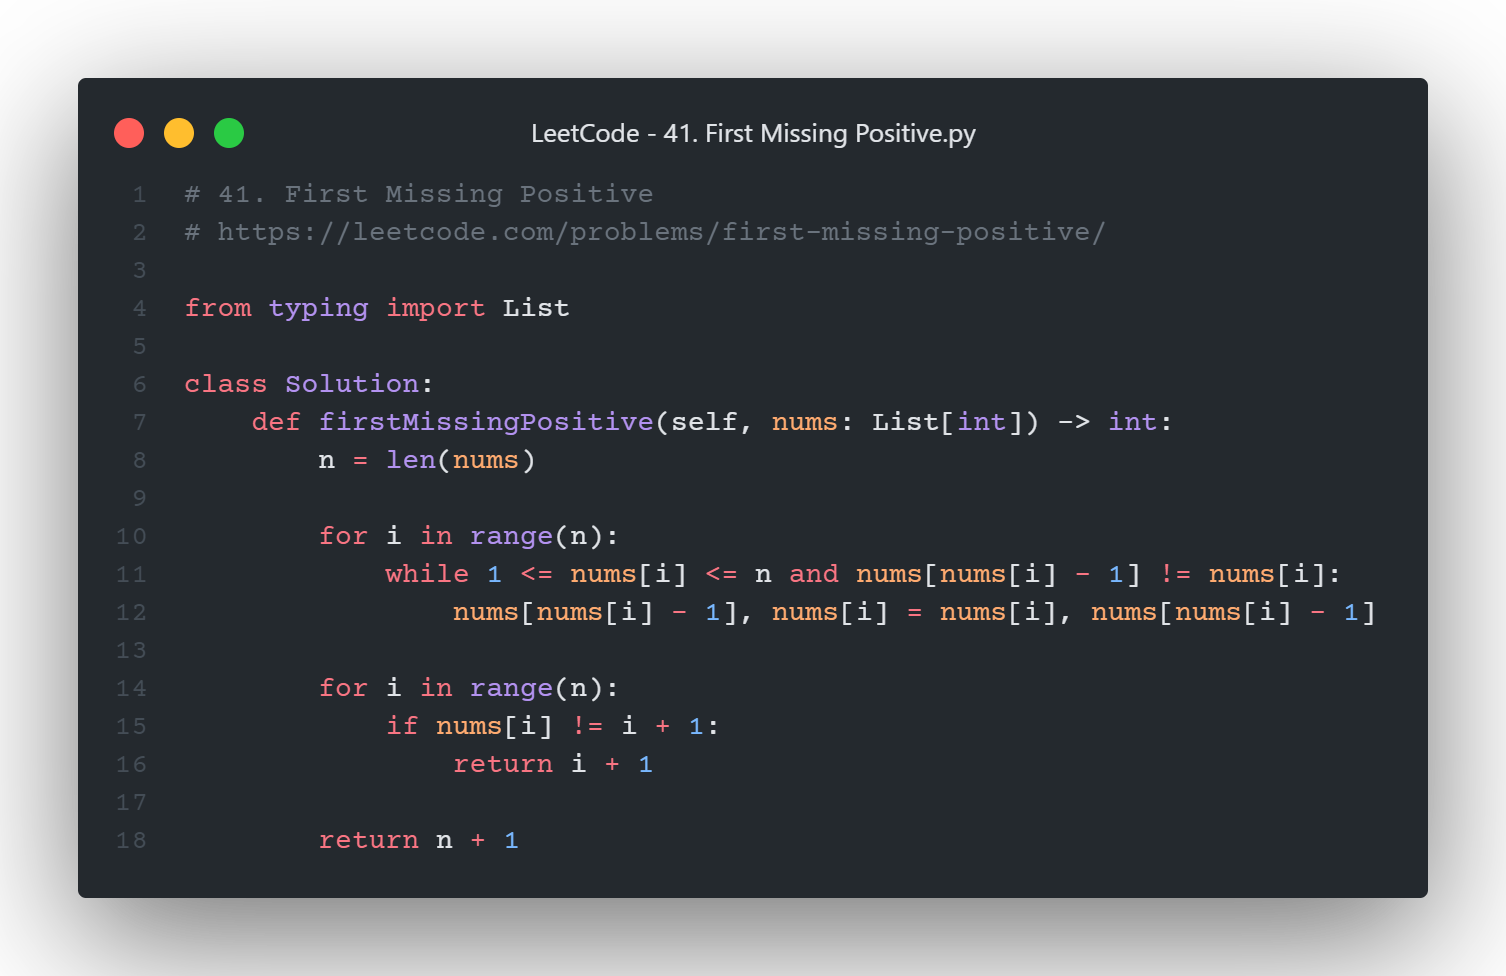 LeetCode - 41. First Missing Positive.py
1 # 41. First Missing Positive
2 # https://leetcode.com/problems/first-missing-positive/
3
4 from typing import List
5
6 class Solution:
7     def firstMissingPositive(self, nums: List[int]) -> int:
8         n = len(nums)
9
10         for i in range(n):
11             while 1 <= nums[i] <= n and nums[nums[i] - 1] != nums[i]:
12                 nums[nums[i] - 1], nums[i] = nums[i], nums[nums[i] - 1]
13
14         for i in range(n):
15             if nums[i] != i + 1:
16                 return i + 1
17
18         return n + 1